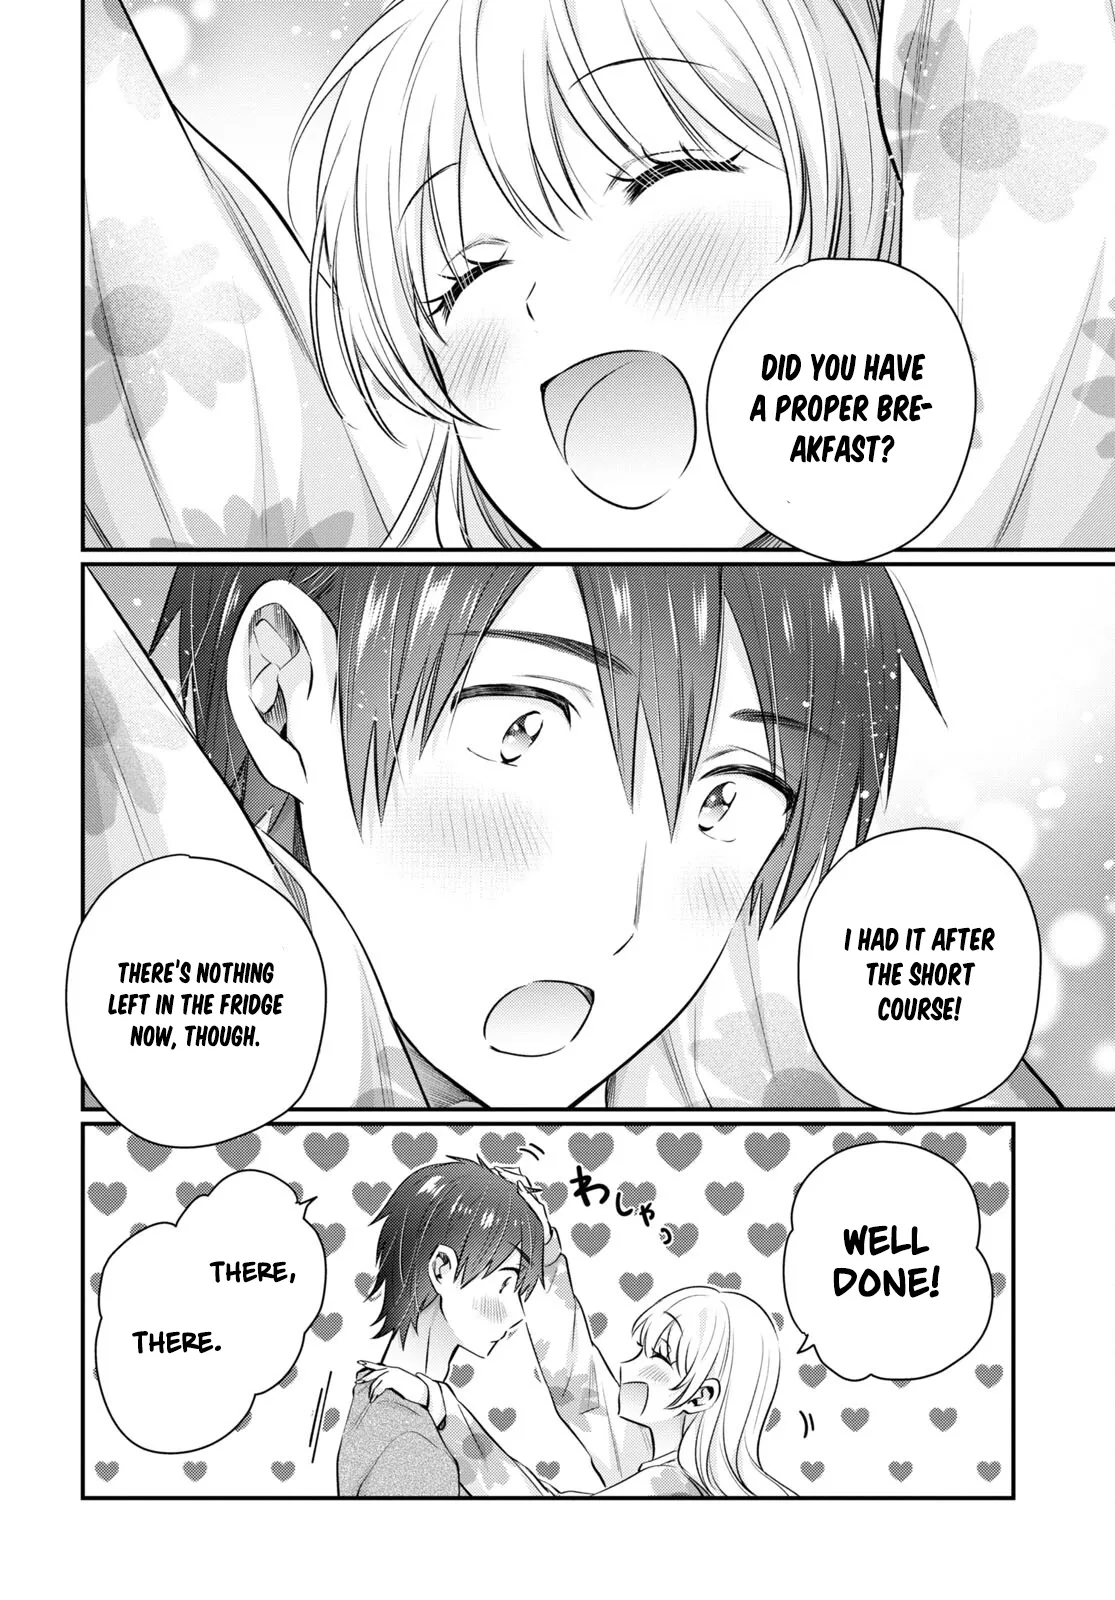 DID YOU HAVE
A PROPER BRE-
AKFAST?
I HAD IT AFTER
THE SHORT
COURSE!
THERE'S NOTHING
LEFT IN THE FRIDGE
NOW, THOUGH.
WELL
DONE!
わしゃっ
THERE,
THERE.